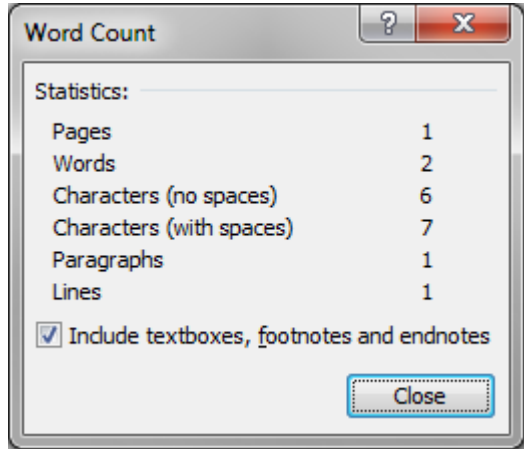 Word Count
Statistics:
Pages 1
Words 2
Characters (no spaces) 6
Characters (with spaces) 7
Paragraphs 1
Lines 1
Include textboxes, footnotes and endnotes
Close